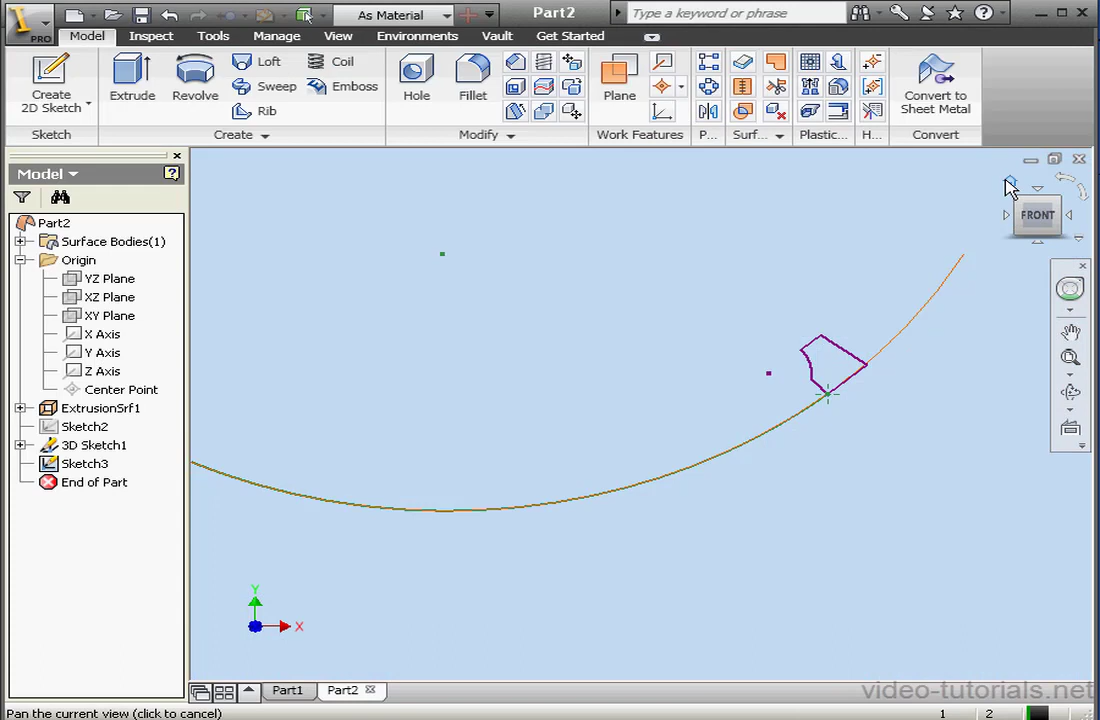 PRO
As Material
Part2
Type a keyword or phrase
Model
Inspect
Tools
Manage
View
Environments
Vault
Get Started
Create
2D Sketch
Sketch
Extrude
Revolve
Loft
Sweep
Rib
Coil
Emboss
Create
Hole
Fillet
Modify
Plane
Work Features
P...
Surf...
Plastic...
H...
Convert to
Sheet Metal
Convert
Model
Part2
Surface Bodies(1)
Origin
YZ Plane
XZ Plane
XY Plane
X Axis
Y Axis
Z Axis
Center Point
ExtrusionSrf1
Sketch2
3D Sketch1
Sketch3
End of Part
FRONT
Y
X
Part1
Part2
video-tutorials.net
Pan the current view (click to cancel)
1
2